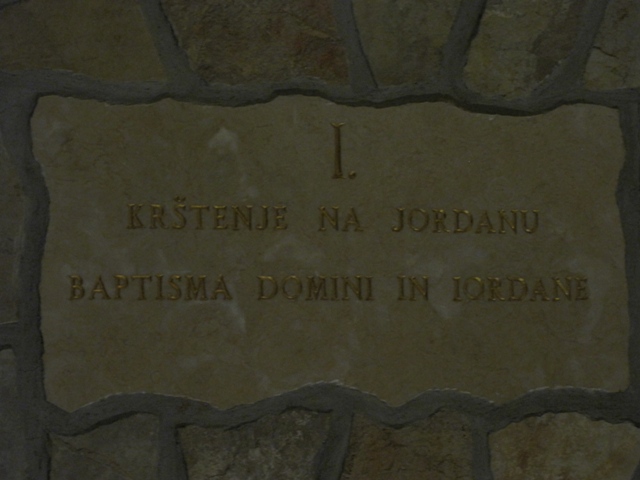 I.
KRŠTENJE NA JORDANU
BAPTISMA DOMINI IN IORDANE